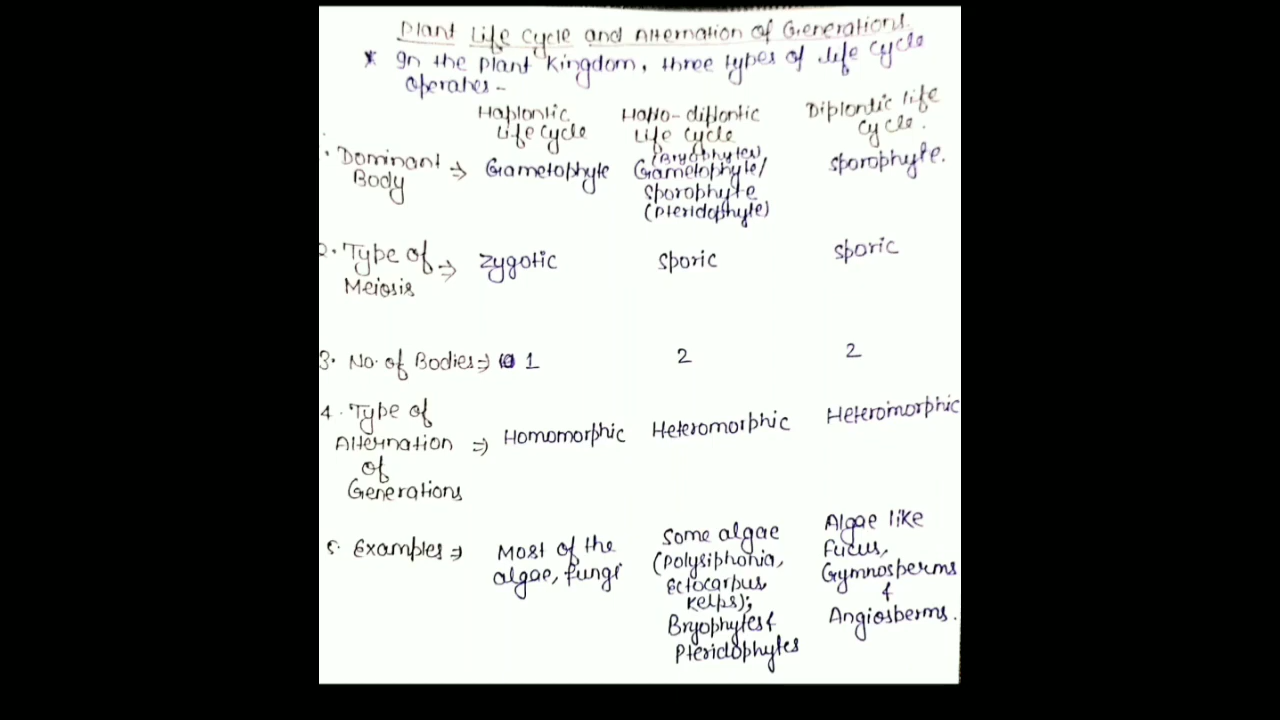 Plant Life Cycle and Alternation of Generations.
* In the Plant Kingdom, three types of life cycle
operates -
Haplontic Life Cycle
Haplo-diplontic Life Cycle
Diplontic life cycle.
Dominant Body ⇒ Gametophyte
(Bryophytes)
Gametophyte/
Sporophyte
(Pteridophyte)
Sporophyte.
2. Type of Meiosis ⇒ Zygotic
Sporic
Sporic
3. No. of Bodies ⇒ 1
2
2
4. Type of
Alternation ⇒ Homomorphic
of
Generations
Heteromorphic
Heteromorphic
5. Examples ⇒ Most of the
algae, fungi
Some algae
(Polysiphonia,
Ectocarpus,
Kelps);
Bryophytes &
Pteridophytes
Algae like
Fucus,
Gymnosperms
&
Angiosperms.